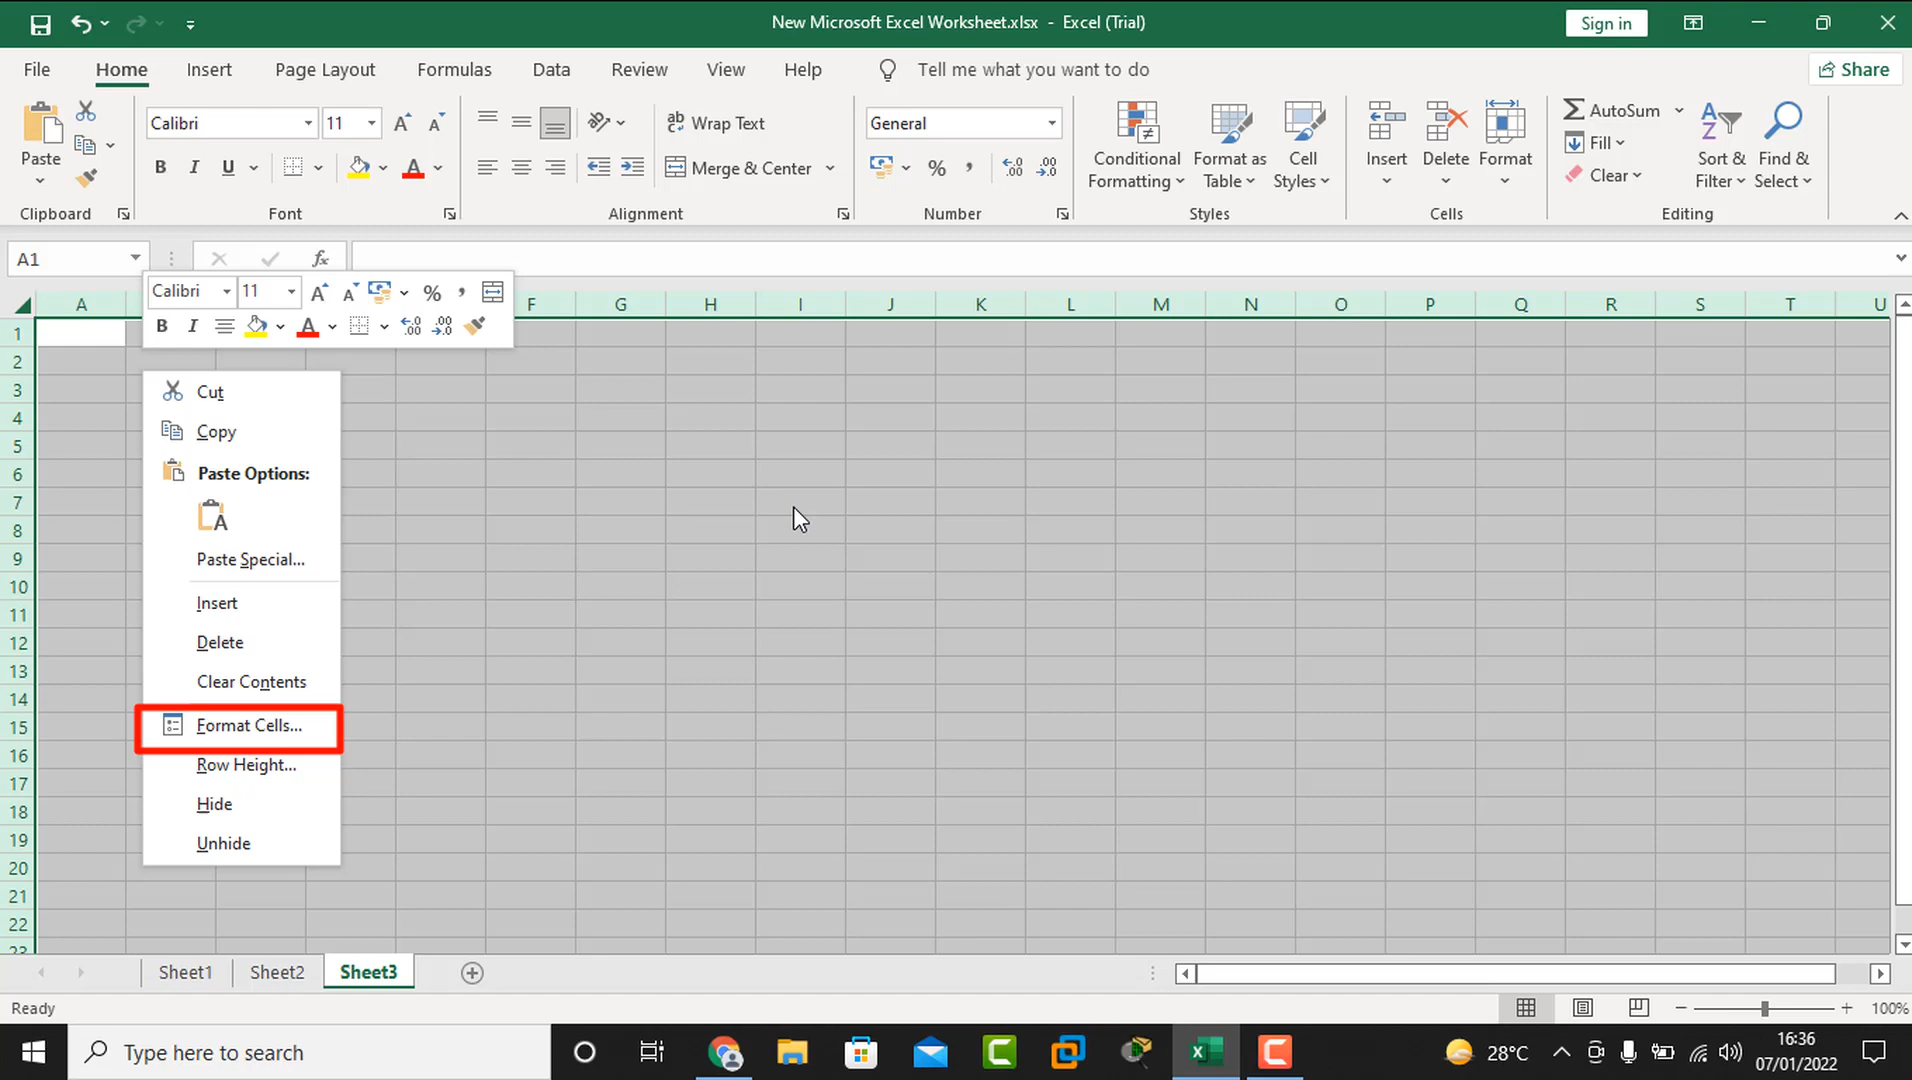 New Microsoft Excel Worksheet.xlsx - Excel (Trial)
Sign in
File Home Insert Page Layout Formulas Data Review View Help Tell me what you want to do Share
Paste
Clipboard
Calibri 11
B I U A
Font
ab Wrap Text
Merge & Center
Alignment
General
% , .00 .00
Number
Conditional Formatting
Format as Table
Cell Styles
Styles
Insert Delete Format
Cells
AutoSum
Fill
Clear
Sort & Filter
Find & Select
Editing
A1 fx
Calibri 11 A A % ,
B I A .00 .00
A F G H I J K L M N O P Q R S T U
1
2
3
4
5
6
7
8
9
10
11
12
13
14
15
16
17
18
19
20
21
22
23
Cut
Copy
Paste Options:
A
Paste Special...
Insert
Delete
Clear Contents
Format Cells...
Row Height...
Hide
Unhide
Sheet1 Sheet2 Sheet3
Ready 100%
Type here to search
28°C
16:36
07/01/2022